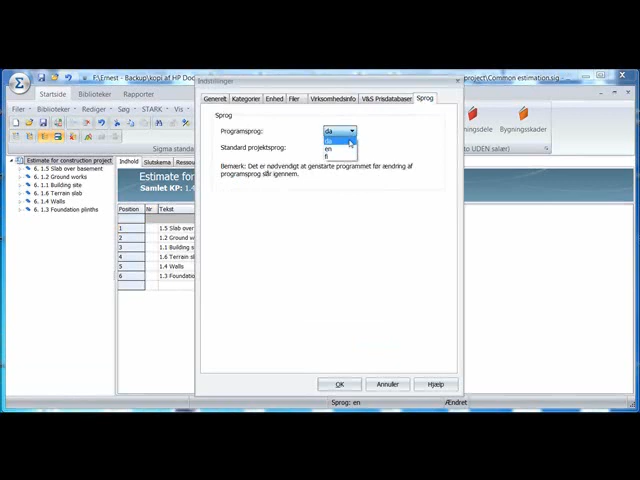 F:\Ernest - Backup\kopi af HP Doc
project\Common estimation.sig -
Indstillinger
Startside Biblioteker Rapporter
Filer Bibliotek Rediger Søg STARK
Generelt Kategorier Enhed Filer Virksomhedsinfo V&S Prisdatabaser Sprog
Sprog
Programsprog: da
da
en
fi
Standard projektsprog:
Bemærk: Det er nødvendigt at genstarte programmet før ændring af
programsprog slår igennem.
Bygningsskader
Sigma standa
to UDEN salær)
Estimate for construction project
6. 1.5 Slab over basement
6. 1.2 Ground works
6. 1.1 Building site
6. 1.6 Terrain slab
6. 1.4 Walls
6. 1.3 Foundation plinths
Indhold Slutskema Ressou
Estimate fo
Samlet KP: 1.4
Position Nr Tekst
1 1.5 Slab over
2 1.2 Ground w
3 1.1 Building s
4 1.6 Terrain sl
5 1.4 Walls
6 1.3 Foundatio
OK Annuller Hjælp
Sprog: en Ændret